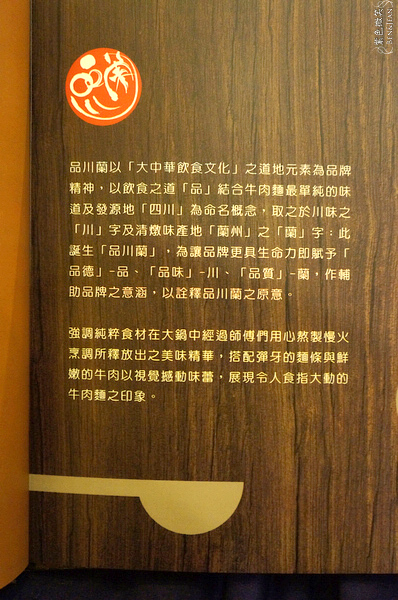 紫色微笑
BENJAMIN
品川蘭
品川蘭以「大中華飲食文化」之道地元素為品牌
精神，以飲食之道「品」結合牛肉麵最單純的味
道及發源地「四川」為命名概念，取之於川味之
「川」字及清燉味產地「蘭州」之「蘭」字：此
誕生「品川蘭」，為讓品牌更具生命力即賦予「
品德」-品、「品味」-川、「品質」-蘭，作輔
助品牌之意涵，以詮釋品川蘭之原意。
強調純粹食材在大鍋中經過師傅們用心熬製慢火
烹調所釋放出之美味精華，搭配彈牙的麵條與鮮
嫩的牛肉以視覺撼動味蕾，展現令人食指大動的
牛肉麵之印象。